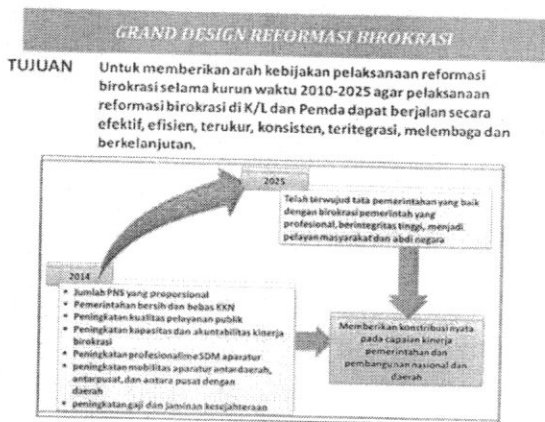 GRAND DESIGN REFORMASI BIROKRASI
TUJUAN
Untuk memberikan arah kebijakan pelaksanaan reformasi
birokrasi selama kurun waktu 2010-2025 agar pelaksanaan
reformasi birokrasi di K/L dan Pemda dapat berjalan secara
efektif, efisien, terukur, konsisten, teritegrasi, melembaga dan
berkelanjutan.
2025
Telah terwujud tata pemerintahan yang baik
dengan birokrasi pemerintah yang
profesional, berintegritas tinggi, menjadi
pelayan masyarakat dan abdi negara
2014
• Jumlah PNS yang proporsional
• Pemerintahan bersih dan bebas KKN
• Peningkatan kualitas pelayanan publik
• Peningkatan kapasitas dan akuntabilitas kinerja
birokrasi
• Peningkatan profesionalime SDM aparatur
• peningkatan mobilitas aparatur antardaerah,
antarpusat, dan antara pusat dengan
daerah
• peningkatan gaji dan jaminan kesejahteraan
Memberikan konstribusi nyata
pada capaian kinerja
pemerintahan dan
pembangunan nasional dan
daerah